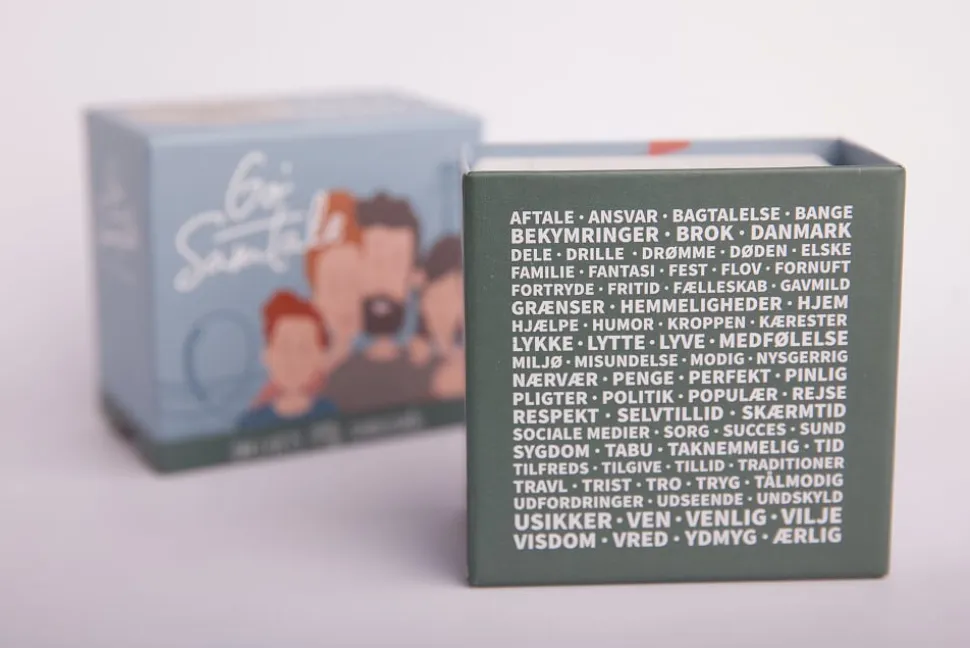 Gó
Samtale
AFTALE · ANSVAR · BAGTALELSE · BANGE
BEKYMRINGER · BROK · DANMARK
DELE · DRILLE · DRØMME · DØDEN · ELSKE
FAMILIE · FANTASI · FEST · FLOV · FORNUFT
FORTRYDE · FRITID · FÆLLESKAB · GAVMILD
GRÆNSER · HEMMELIGHEDER · HJEM
HJÆLPE · HUMOR · KROPPEN · KÆRESTER
LYKKE · LYTTE · LYVE · MEDFØLELSE
MILJØ · MISUNDELSE · MODIG · NYSGERRIG
NÆRVÆR · PENGE · PERFEKT · PINLIG
PLIGTER · POLITIK · POPULÆR · REJSE
RESPEKT · SELVTILLID · SKÆRMTID
SOCIALE MEDIER · SORG · SUCCES · SUND
SYGDOM · TABU · TAKNEMMELIG · TID
TILFREDS · TILGIVE · TILLID · TRADITIONER
TRAVL · TRIST · TRO · TRYG · TÅLMODIG
UDFORDRINGER · UDSEENDE · UNDSKYLD
USIKKER · VEN · VENLIG · VILJE
VISDOM · VRED · YDMYG · ÆRLIG